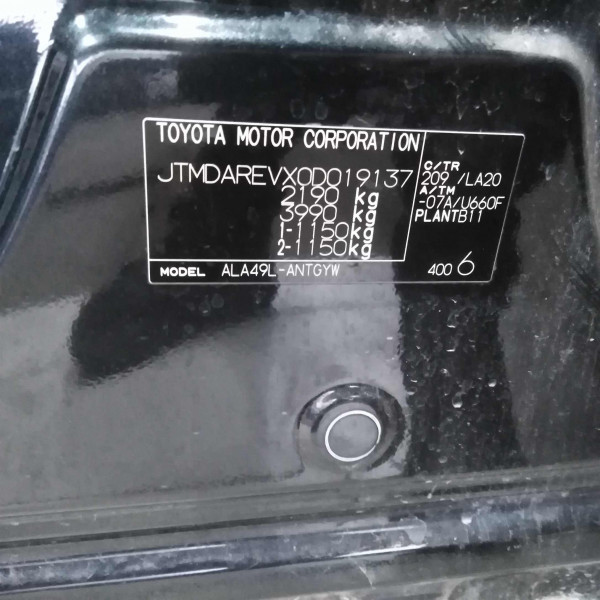 TOYOTA MOTOR CORPORATION
JTMDAREVX0D019137
2190 kg
3990 kg
1-1150kg
2-1150kg
C/TR
209 /LA20
A/TM
-07A/U660F
PLANTB11
MODEL ALA49L-ANTGYW
400 6